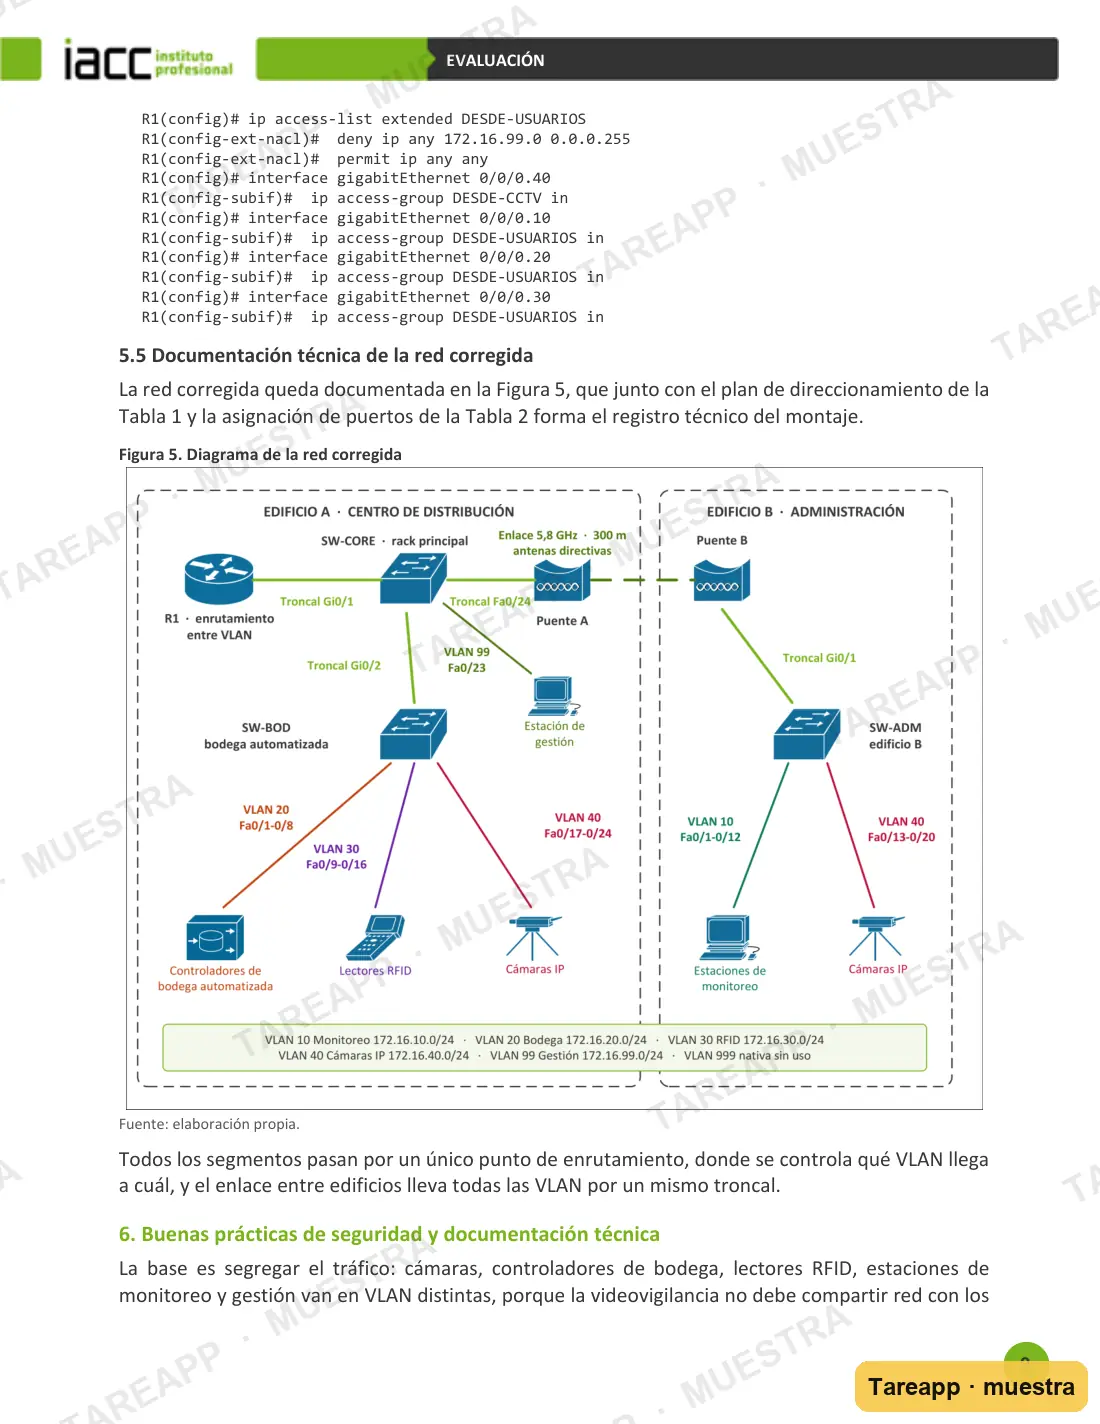 iacc instituto profesional
EVALUACIÓN
R1(config)# ip access-list extended DESDE-USUARIOS
R1(config-ext-nacl)#  deny ip any 172.16.99.0 0.0.0.255
R1(config-ext-nacl)#  permit ip any any
R1(config)# interface gigabitEthernet 0/0/0.40
R1(config-subif)#  ip access-group DESDE-CCTV in
R1(config)# interface gigabitEthernet 0/0/0.10
R1(config-subif)#  ip access-group DESDE-USUARIOS in
R1(config)# interface gigabitEthernet 0/0/0.20
R1(config-subif)#  ip access-group DESDE-USUARIOS in
R1(config)# interface gigabitEthernet 0/0/0.30
R1(config-subif)#  ip access-group DESDE-USUARIOS in
5.5 Documentación técnica de la red corregida
La red corregida queda documentada en la Figura 5, que junto con el plan de direccionamiento de la
Tabla 1 y la asignación de puertos de la Tabla 2 forma el registro técnico del montaje.
Figura 5. Diagrama de la red corregida
EDIFICIO A · CENTRO DE DISTRIBUCIÓN
EDIFICIO B · ADMINISTRACIÓN
SW-CORE · rack principal
Enlace 5,8 GHz · 300 m
antenas directivas
Puente B
Troncal Gi0/1
Troncal Fa0/24
R1 · enrutamiento
entre VLAN
Puente A
VLAN 99
Fa0/23
Troncal Gi0/2
Troncal Gi0/1
SW-BOD
bodega automatizada
Estación de
gestión
SW-ADM
edificio B
VLAN 20
Fa0/1-0/8
VLAN 30
Fa0/9-0/16
VLAN 40
Fa0/17-0/24
VLAN 10
Fa0/1-0/12
VLAN 40
Fa0/13-0/20
Controladores de
bodega automatizada
Lectores RFID
Cámaras IP
Estaciones de
monitoreo
Cámaras IP
VLAN 10 Monitoreo 172.16.10.0/24 · VLAN 20 Bodega 172.16.20.0/24 · VLAN 30 RFID 172.16.30.0/24
VLAN 40 Cámaras IP 172.16.40.0/24 · VLAN 99 Gestión 172.16.99.0/24 · VLAN 999 nativa sin uso
Fuente: elaboración propia.
Todos los segmentos pasan por un único punto de enrutamiento, donde se controla qué VLAN llega
a cuál, y el enlace entre edificios lleva todas las VLAN por un mismo troncal.
6. Buenas prácticas de seguridad y documentación técnica
La base es segregar el tráfico: cámaras, controladores de bodega, lectores RFID, estaciones de
monitoreo y gestión van en VLAN distintas, porque la videovigilancia no debe compartir red con los
Tareapp · muestra
TAREAPP · MUESTRA